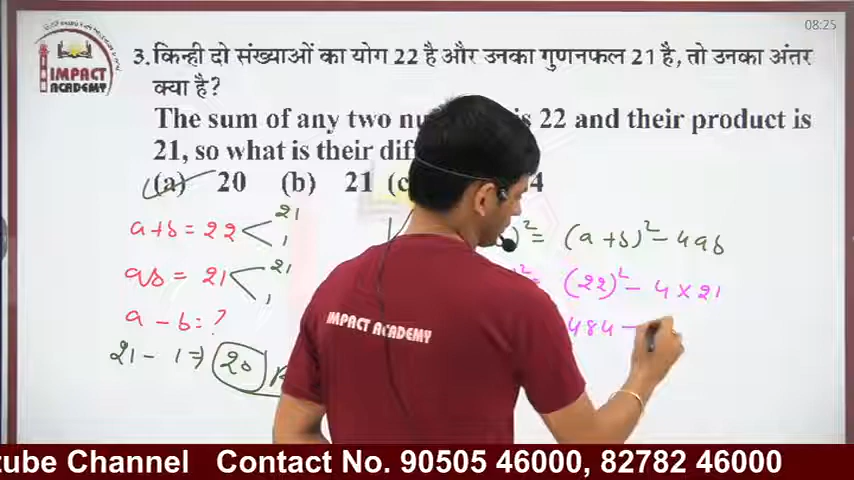 08:25
IMPACT
ACADEMY
3. किन्ही दो संख्याओं का योग 22 है और उनका गुणनफल 21 है, तो उनका अंतर
क्या है?
The sum of any two is 22 and their product is
21, so what is their
(a) 20 (b) 21 (c 4
a+b = 22 < 21
1
ab = 21 < 21
1
a - b = ?
21 - 1 ⇒ 20
)² = (a+b)² - 4ab
² = (22)² - 4 × 21
484 -
IMPACT ACADEMY
tube Channel Contact No. 90505 46000, 82782 46000